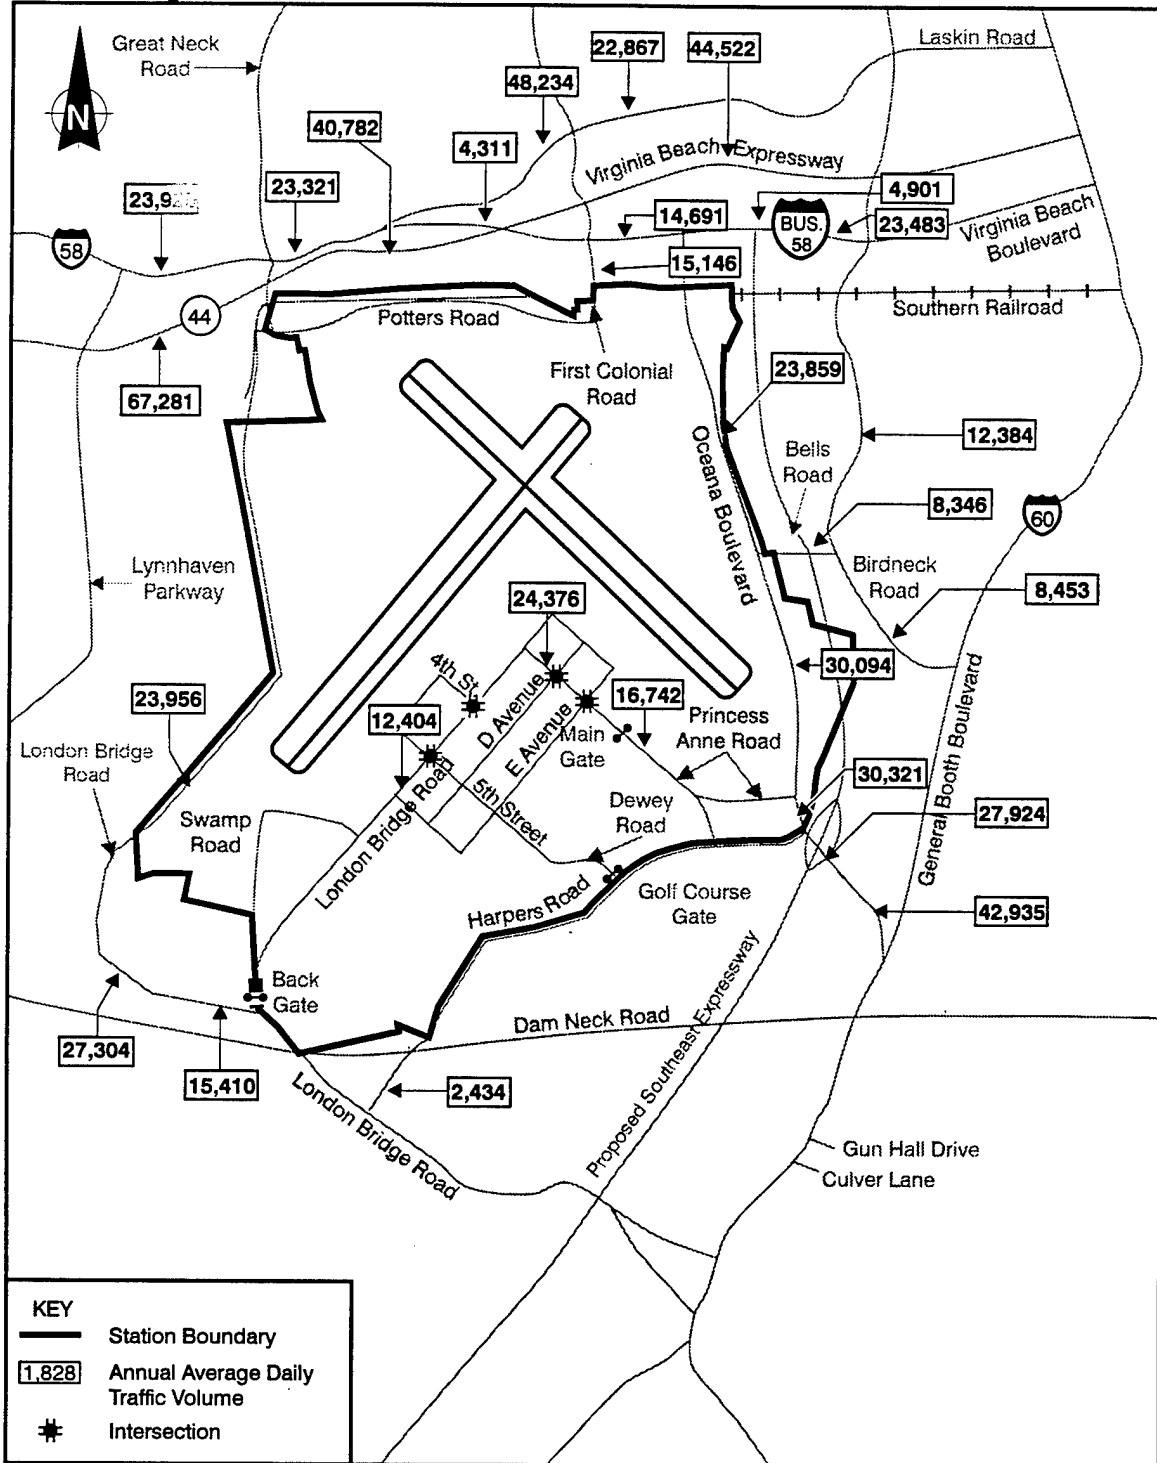 Great Neck
Road
22,867
44,522
Laskin Road
48,234
N
40,782
4,311
Virginia Beach Expressway
23,321
4,901
14,691
BUS.
58
23,483
Virginia Beach
Boulevard
58
15,146
44
Potters Road
Southern Railroad
First Colonial
Road
23,859
67,281
12,384
Oceana Boulevard
Bells
Road
8,346
60
Lynnhaven
Parkway
Birdneck
Road
24,376
8,453
4th St.
30,094
23,956
D Avenue
16,742
12,404
E Avenue
Main
Gate
Princess
Anne Road
General Booth Boulevard
London Bridge
Road
30,321
Swamp
Road
London Bridge Road
5th Street
Dewey
Road
27,924
Harpers Road
Golf Course
Gate
42,935
Back
Gate
Dam Neck Road
Proposed Southeast Expressway
27,304
15,410
London Bridge Road
2,434
Gun Hall Drive
Culver Lane
KEY
Station Boundary
1,828
Annual Average Daily
Traffic Volume
Intersection